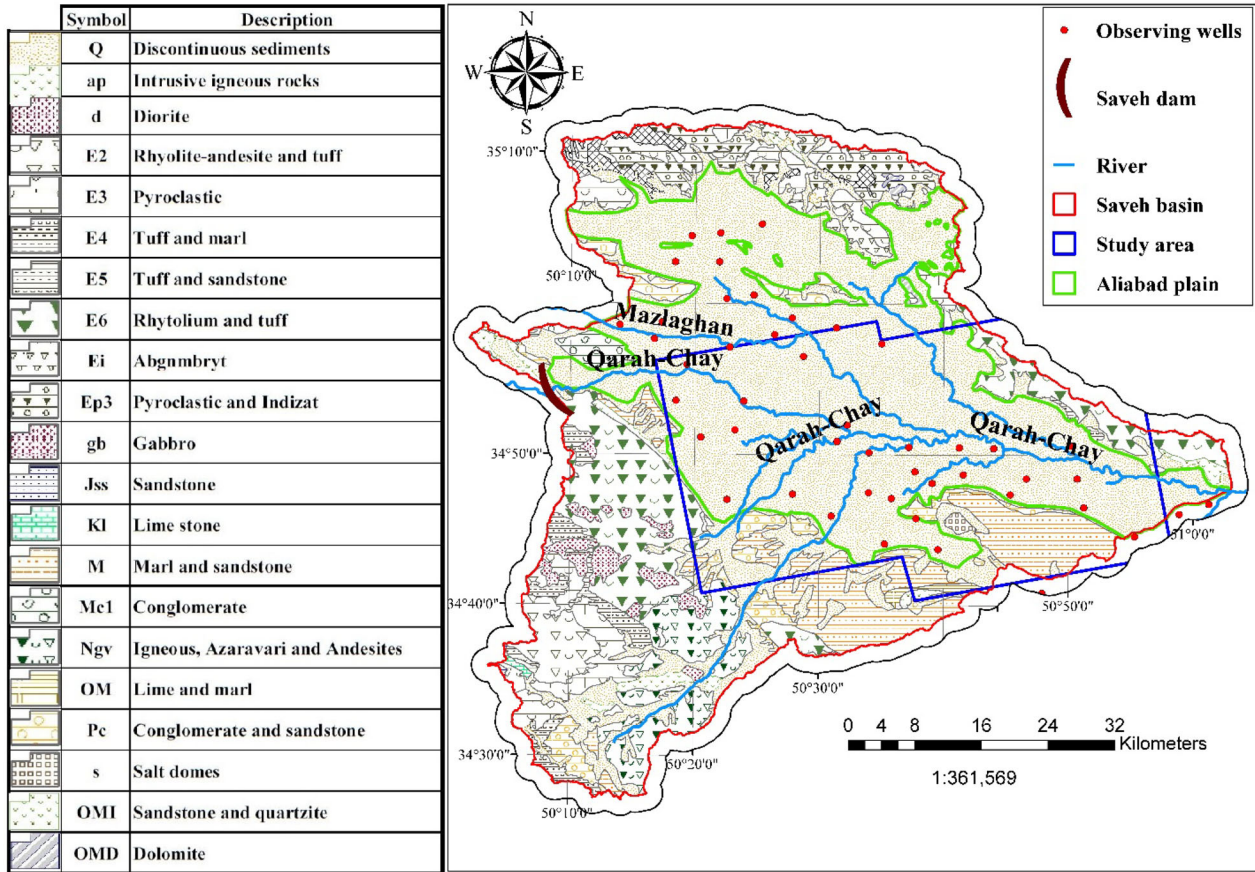 Symbol Description
Q Discontinuous sediments
ap Intrusive igneous rocks
d Diorite
E2 Rhyolite-andesite and tuff
E3 Pyroclastic
E4 Tuff and marl
E5 Tuff and sandstone
E6 Rhytolium and tuff
Ei Abgnmbryt
Ep3 Pyroclastic and Indizat
gb Gabbro
Jss Sandstone
Kl Lime stone
M Marl and sandstone
Mc1 Conglomerate
Ngv Igneous, Azaravari and Andesites
OM Lime and marl
Pc Conglomerate and sandstone
s Salt domes
OMI Sandstone and quartzite
OMD Dolomite
N
W E
S
Observing wells
Saveh dam
River
Saveh basin
Study area
Aliabad plain
35°10'0"
50°10'0"
Mazlaghan
Qarah-Chay
Qarah-Chay
Qarah-Chay
34°50'0"
51°0'0"
34°40'0"
50°50'0"
50°30'0"
34°30'0"
50°20'0"
50°10'0"
0 4 8 16 24 32
Kilometers
1:361,569